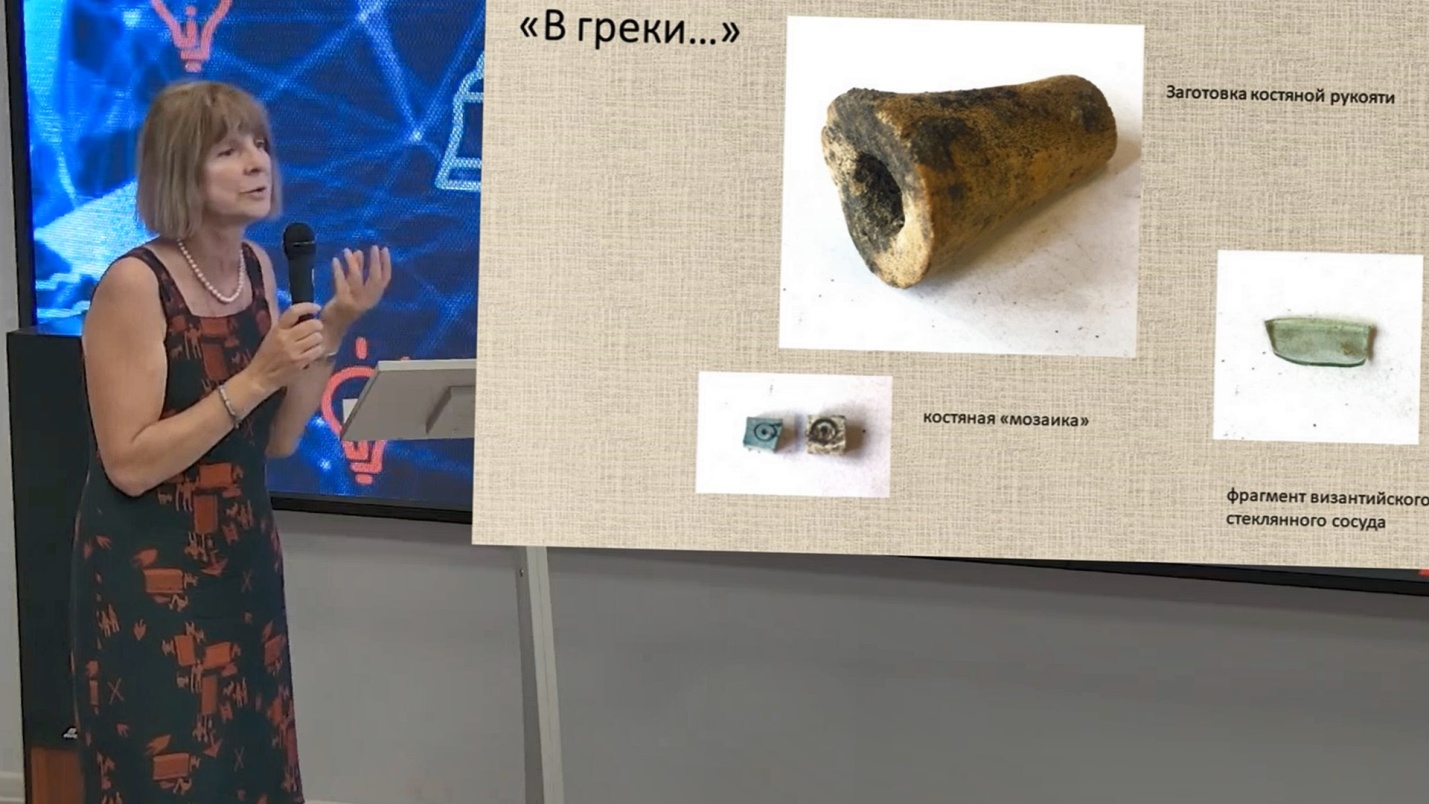 «В греки...»
Заготовка костяной рукояти
костяная «мозаика»
фрагмент византийского
стеклянного сосуда